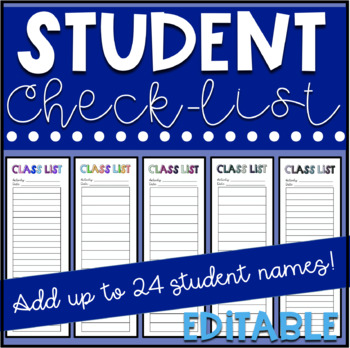 STUDENT
Check-list
CLASS LIST CLASS LIST CLASS LIST CLASS LIST CLASS LIST
Add up to 24 student names!
EDiTABLE